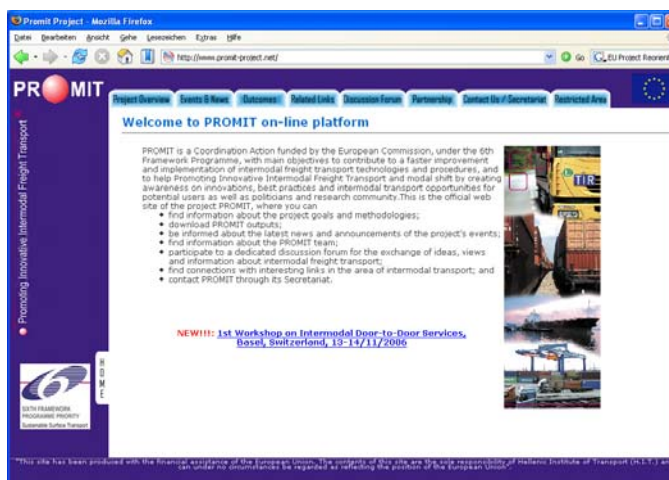 Promit Project - Mozilla Firefox
Datei Bearbeiten Ansicht Gehe Lesezeichen Extras Hilfe
http://www.promit-project.net/ Go EU Project Reorient
PROMIT
Project Overview Events & News Outcomes Related Links Discussion Forum Partnership Contact Us / Secretariat Restricted Area
Welcome to PROMIT on-line platform
PROMIT is a Coordination Action funded by the European Commission, under the 6th
Framework Programme, with main objectives to contribute to a faster improvement
and implementation of intermodal freight transport technologies and procedures, and
to help Promoting Innovative Intermodal Freight Transport and modal shift by creating
awareness on innovations, best practices and intermodal transport opportunities for
potential users as well as politicians and research community.This is the official web
site of the project PROMIT, where you can
• find information about the project goals and methodologies;
• download PROMIT outputs;
• be informed about the latest news and announcements of the project's events;
• find information about the PROMIT team;
• participate to a dedicated discussion forum for the exchange of ideas, views
and information about intermodal freight transport;
• find connections with interesting links in the area of intermodal transport; and
• contact PROMIT through its Secretariat.
TIR
NEW!!!: 1st Workshop on Intermodal Door-to-Door Services,
Basel, Switzerland, 13-14/11/2006
Promoting Innovative Intermodal Freight Transport
HOME
SIXTH FRAMEWORK
PROGRAMME PRIORITY
Sustainable Surface Transport
"This site has been produced with the financial assistance of the European Union. The contents of this site are the sole responsibility of Hellenic Institute of Transport (H.I.T.) and
can under no circumstances be regarded as reflecting the position of the European Union".